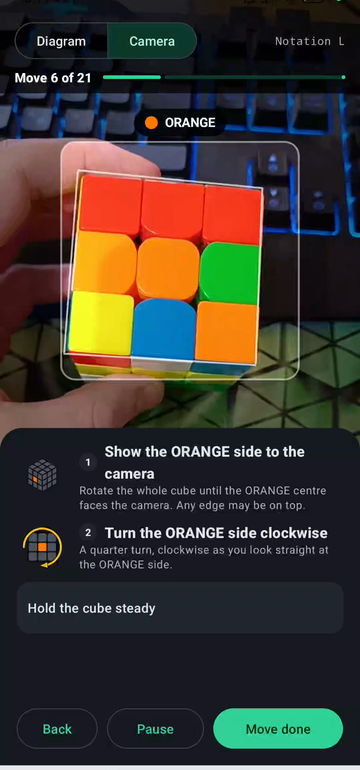 Diagram
Camera
Notation L
Move 6 of 21
ORANGE
1
Show the ORANGE side to the
camera
Rotate the whole cube until the ORANGE centre
faces the camera. Any edge may be on top.
2
Turn the ORANGE side clockwise
A quarter turn, clockwise as you look straight at
the ORANGE side.
Hold the cube steady
Back
Pause
Move done